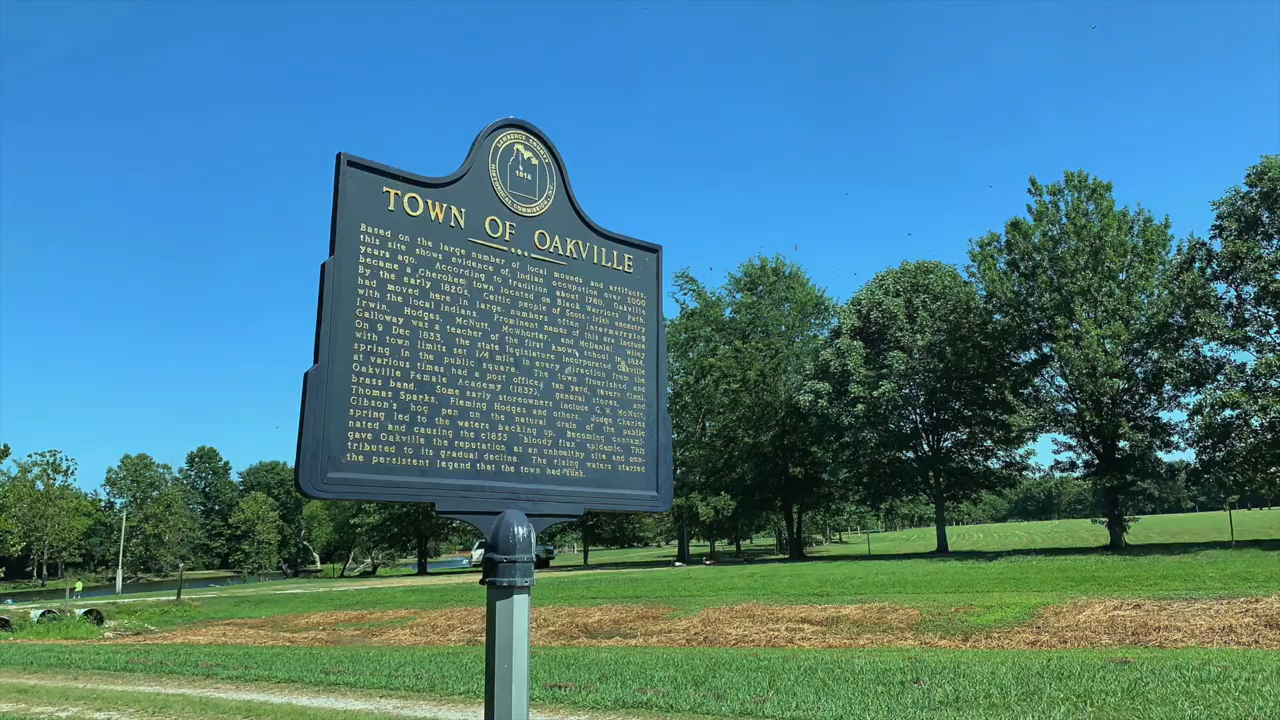 LAWRENCE COUNTY
1818
HISTORICAL COMMISSION, INC.
TOWN OF OAKVILLE
Based on the large number of local mounds and artifacts,
this site shows evidence of Indian occupation over 2000
years ago. According to tradition about 1780, Oakville
became a Cherokee town located on Black Warriors' Path.
By the early 1820's, Celtic people of Scots-Irish ancestry
had moved here in large numbers often intermarrying
with the local Indians. Prominent names of this era include
Irwin, Hodges, McNutt, McWhorter, and McDaniel. Wiley
Galloway was a teacher of the first known school in 1824.
On 9 Dec 1833, the state legislature incorporated Oakville
with town limits set 1/4 mile in every direction from the
spring in the public square. The town flourished and
at various times had a post office, tan yard, tavern (inn),
Oakville Female Academy (1837), general stores, and
brass band. Some early storeowners include G. W. McNutt,
Thomas Sparks, Fleming Hodges and others. Judge Charles
Gibson's hog pen on the natural drain of the public
spring led to the waters backing up, becoming contami-
nated and causing the c1855 "bloody flux" epidemic. This
gave Oakville the reputation as an unhealthy site and con-
tributed to its gradual decline. The rising waters started
the persistent legend that the town had sunk.